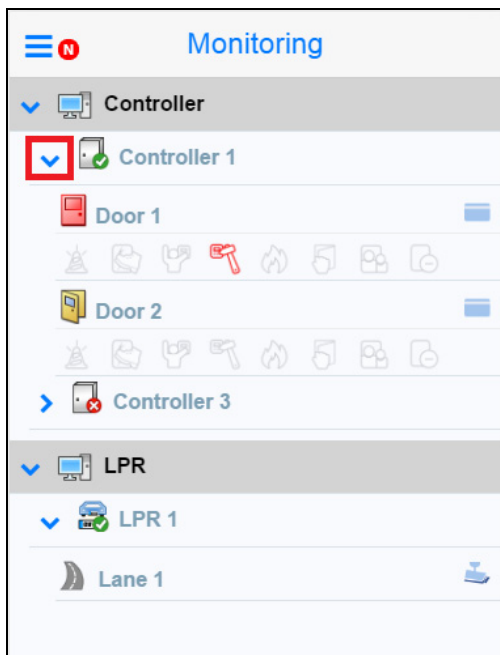 N
Monitoring
Controller
Controller 1
Door 1
Door 2
Controller 3
LPR
LPR 1
Lane 1